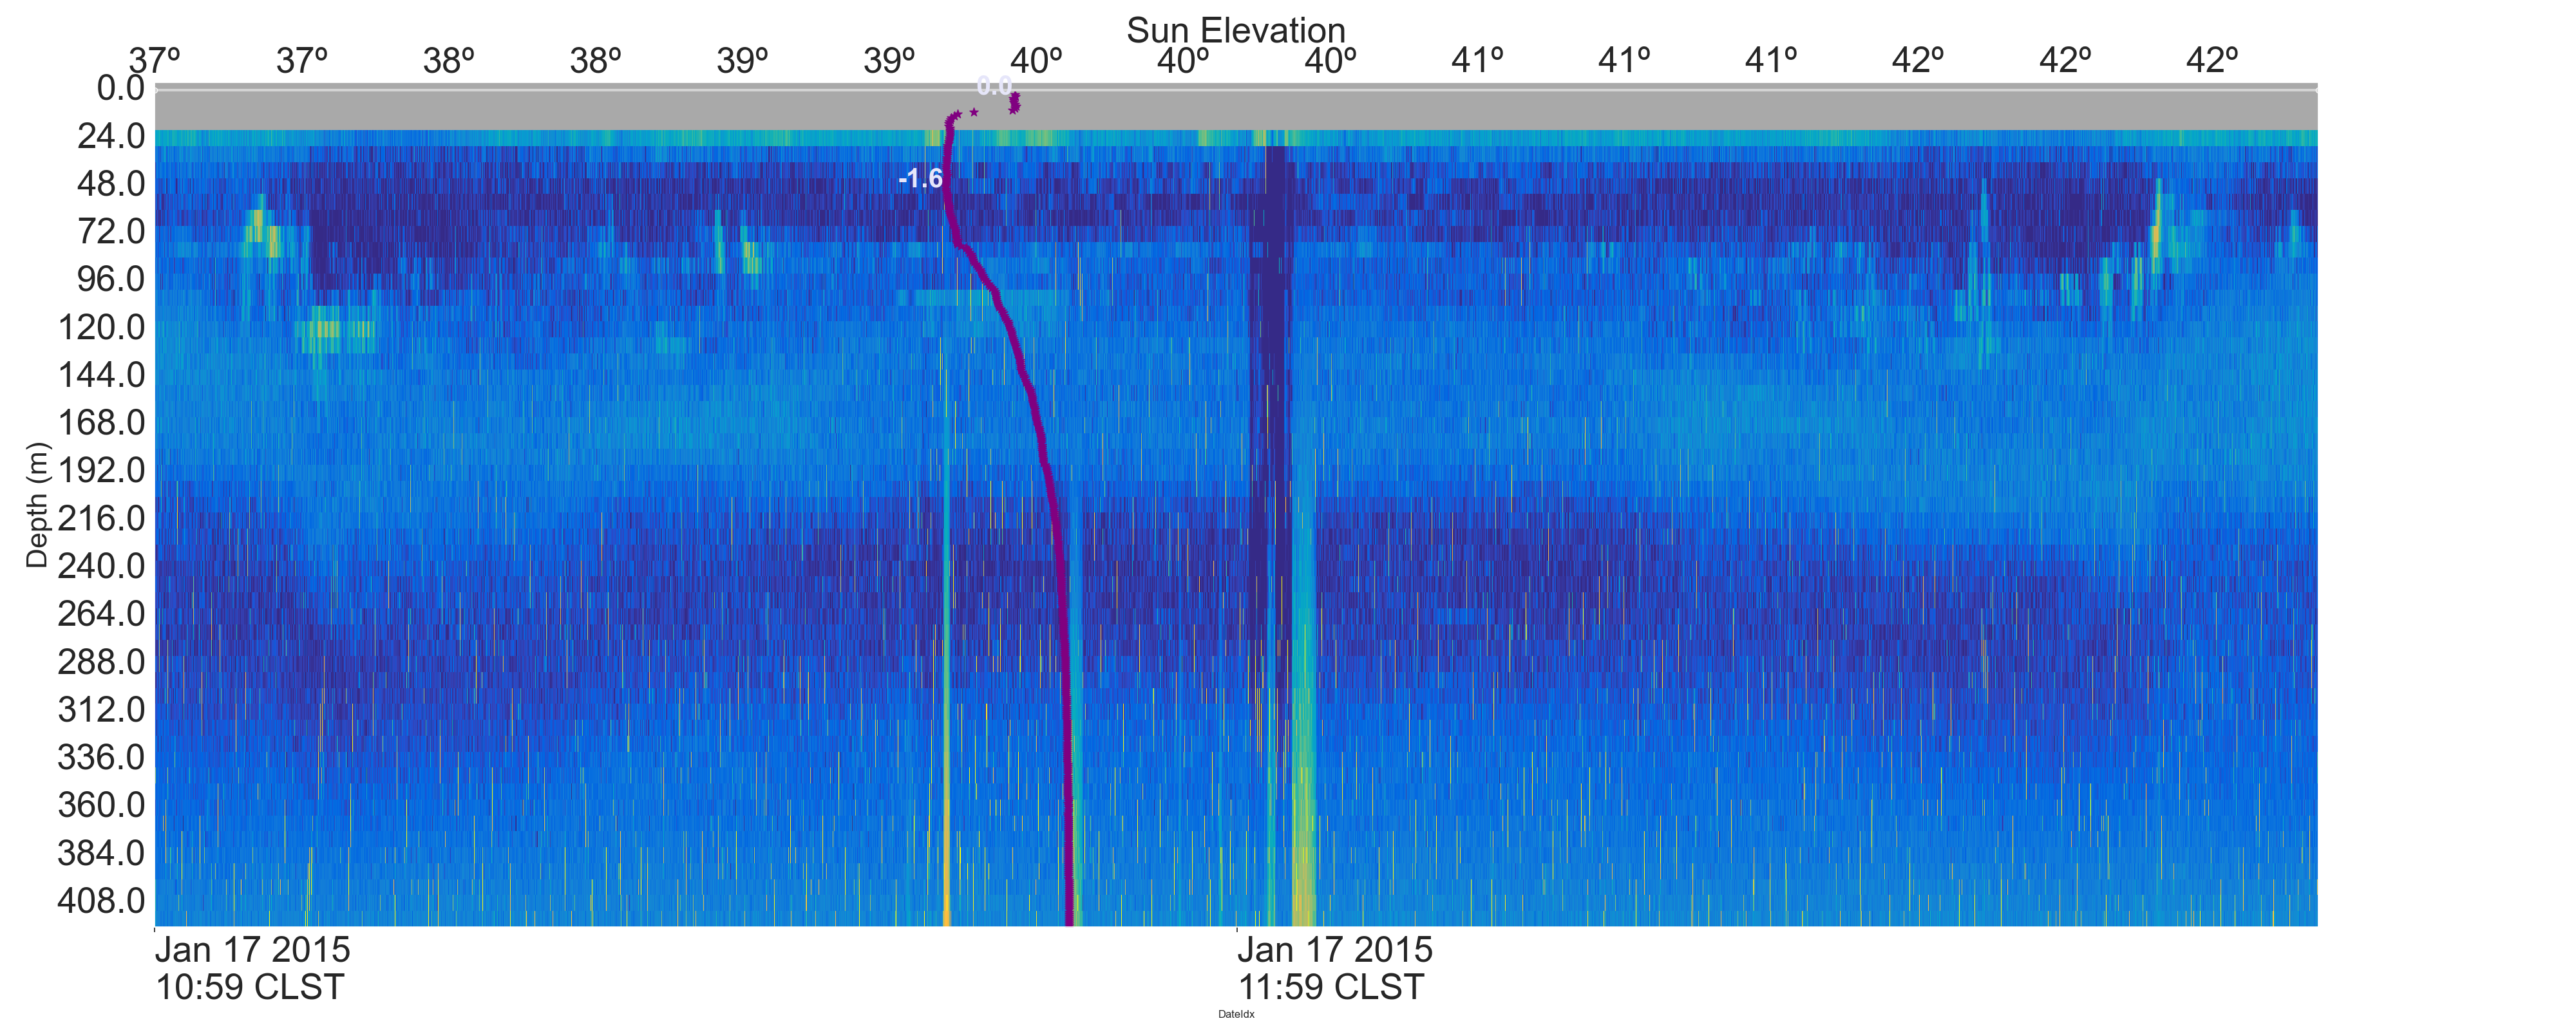 Sun Elevation
37º 37º 38º 38º 39º 39º 40º 40º 40º 41º 41º 41º 42º 42º 42º
0.0
0.0
24.0
48.0
-1.6
72.0
96.0
120.0
144.0
168.0
192.0
216.0
240.0
264.0
288.0
312.0
336.0
360.0
384.0
408.0
Depth (m)
Jan 17 2015
10:59 CLST
Jan 17 2015
11:59 CLST
DateIdx